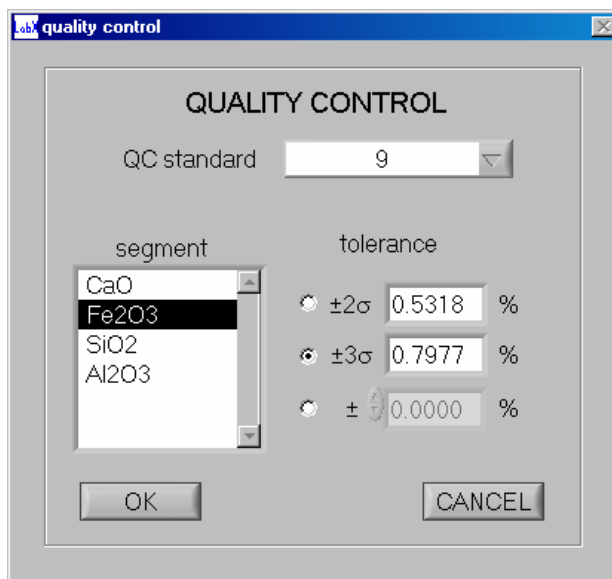 LabX quality control
QUALITY CONTROL
QC standard 9
segment
CaO
Fe2O3
SiO2
Al2O3
tolerance
±2σ 0.5318 %
±3σ 0.7977 %
± 0.0000 %
OK
CANCEL